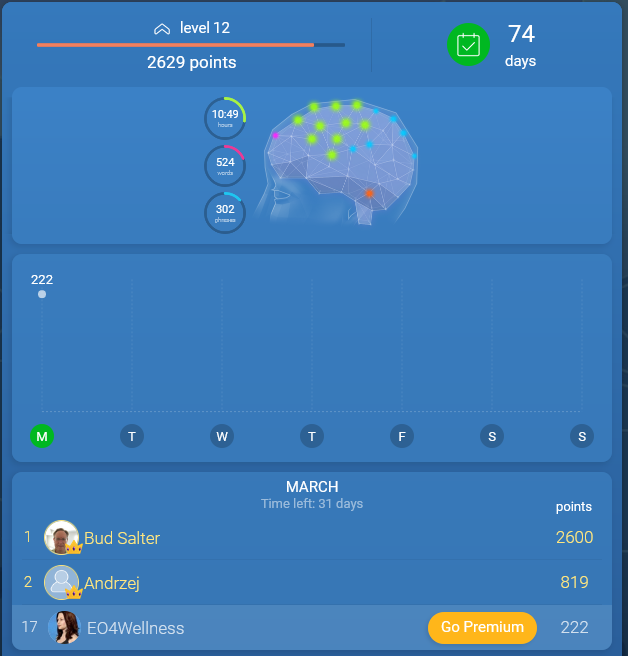 level 12
2629 points
74
days
10:49
hours
524
words
302
phrases
222
M T W T F S S
MARCH
Time left: 31 days
points
1 Bud Salter 2600
2 Andrzej 819
17 EO4Wellness Go Premium 222